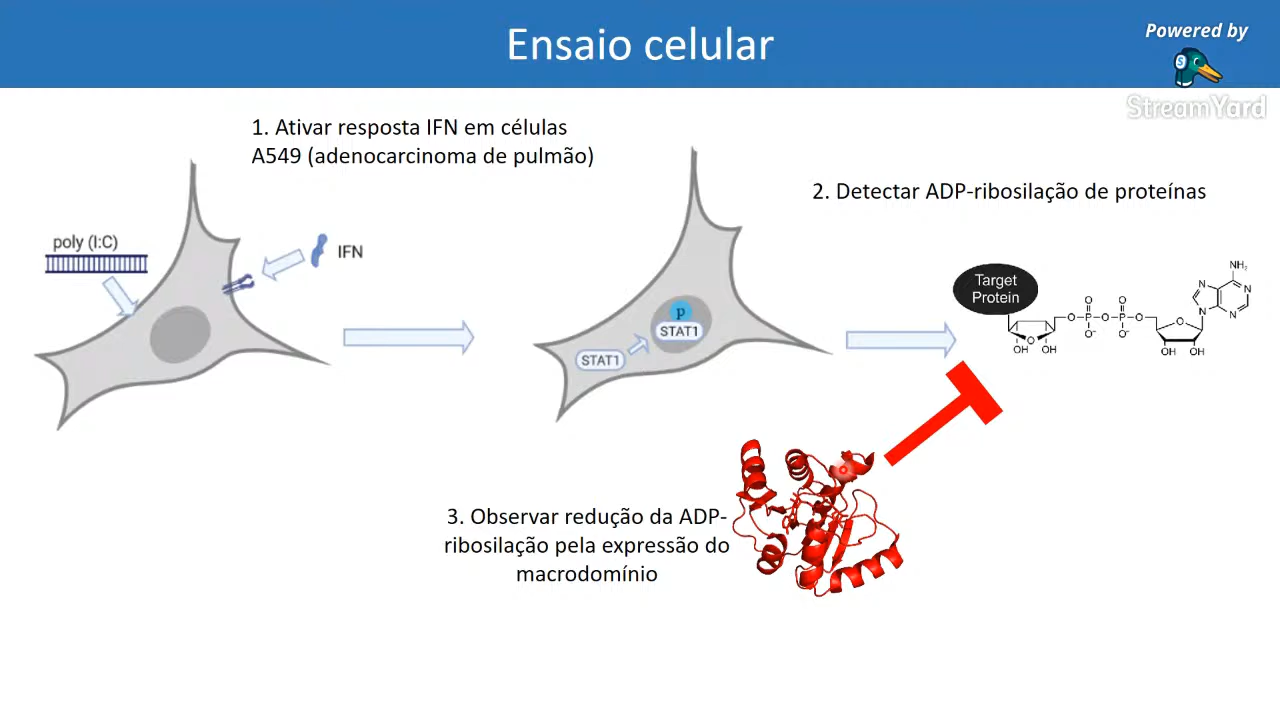 Ensaio celular
Powered by
S
StreamYard
1. Ativar resposta IFN em células
A549 (adenocarcinoma de pulmão)
2. Detectar ADP-ribosilação de proteínas
poly (I:C)
IFN
p
STAT1
STAT1
Target
Protein
O O
O P O P O
O⁻ O⁻
O
OH OH
NH₂
N N
N N
O
OH OH
3. Observar redução da ADP-
ribosilação pela expressão do
macrodomínio